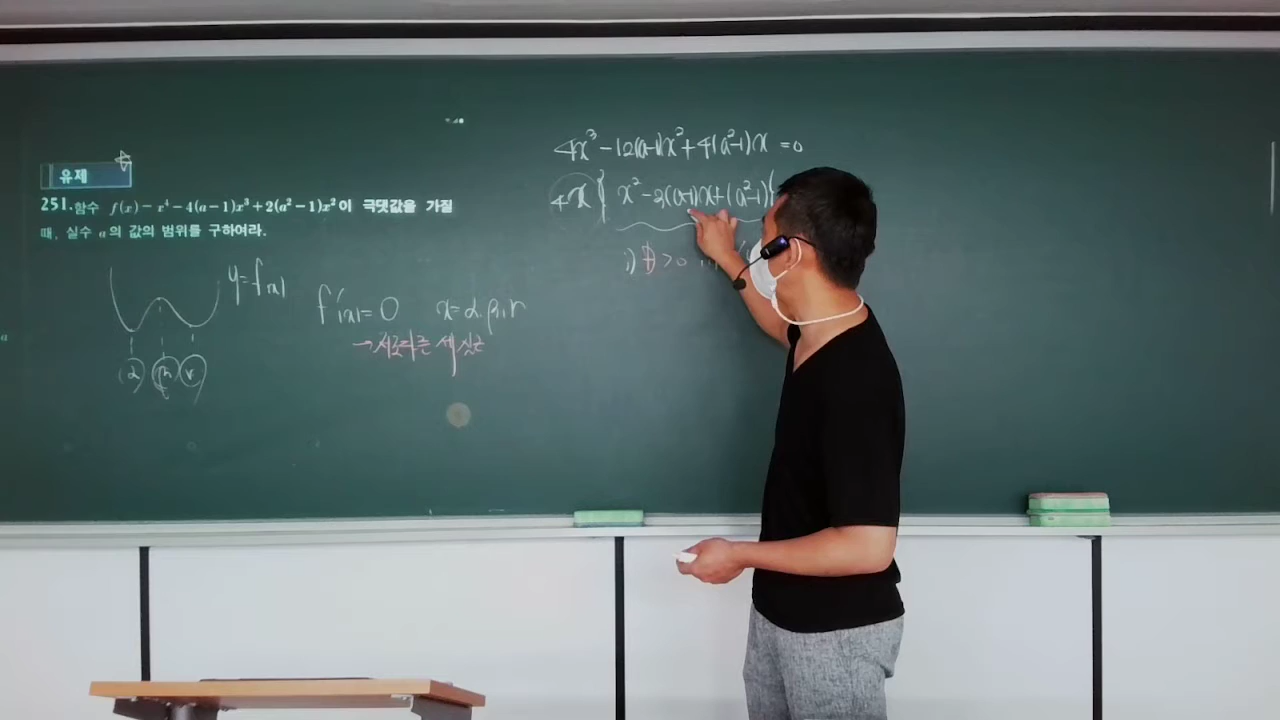 유제
251. 함수 f(x)=x⁴-4(a-1)x³+2(a²-1)x²이 극댓값을 가질
때, 실수 a의 값의 범위를 구하여라.
y=f(x)
f'(x)=0 x=α, β, r
→서로다른 세 실근
α β r
4x³-12(a-1)x²+4(a²-1)x=0
4x{x²-3(a-1)x+(a²-1)}
i) D>0